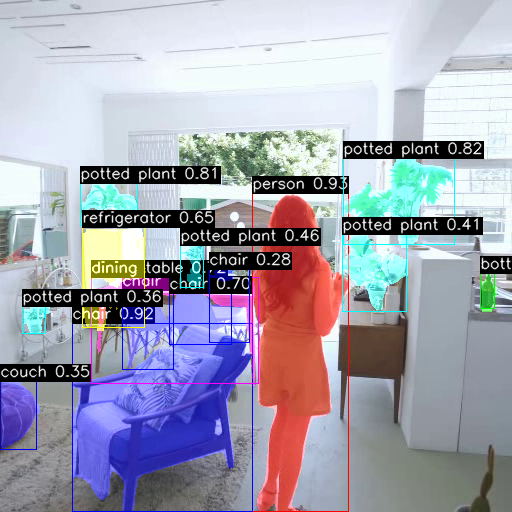 potted plant 0.82
potted plant 0.81
person 0.93
refrigerator 0.65
potted plant 0.41
potted plant 0.46
chair 0.28
dining table 0.72
chair
chair 0.70
potted plant 0.36
chair 0.92
bott
couch 0.35